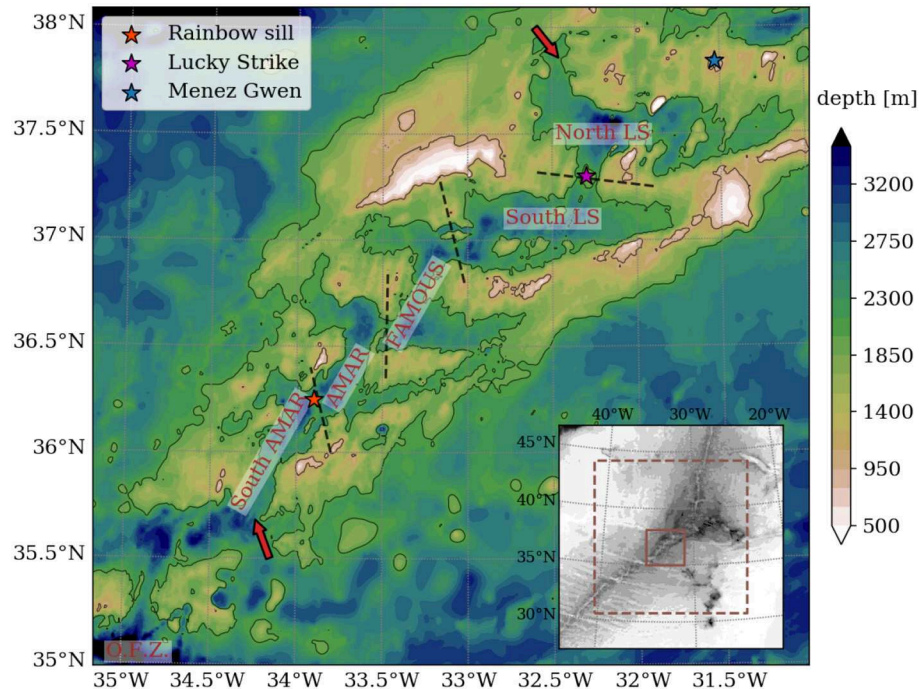 38°N
37.5°N
37°N
36.5°N
36°N
35.5°N
35°N
Rainbow sill
Lucky Strike
Menez Gwen
North LS
South LS
FAMOUS
AMAR
South AMAR
O.F.Z.
35°W
34.5°W
34°W
33.5°W
33°W
32.5°W
32°W
31.5°W
40°W
30°W
20°W
45°N
40°N
35°N
30°N
depth [m]
3200
2750
2300
1850
1400
950
500